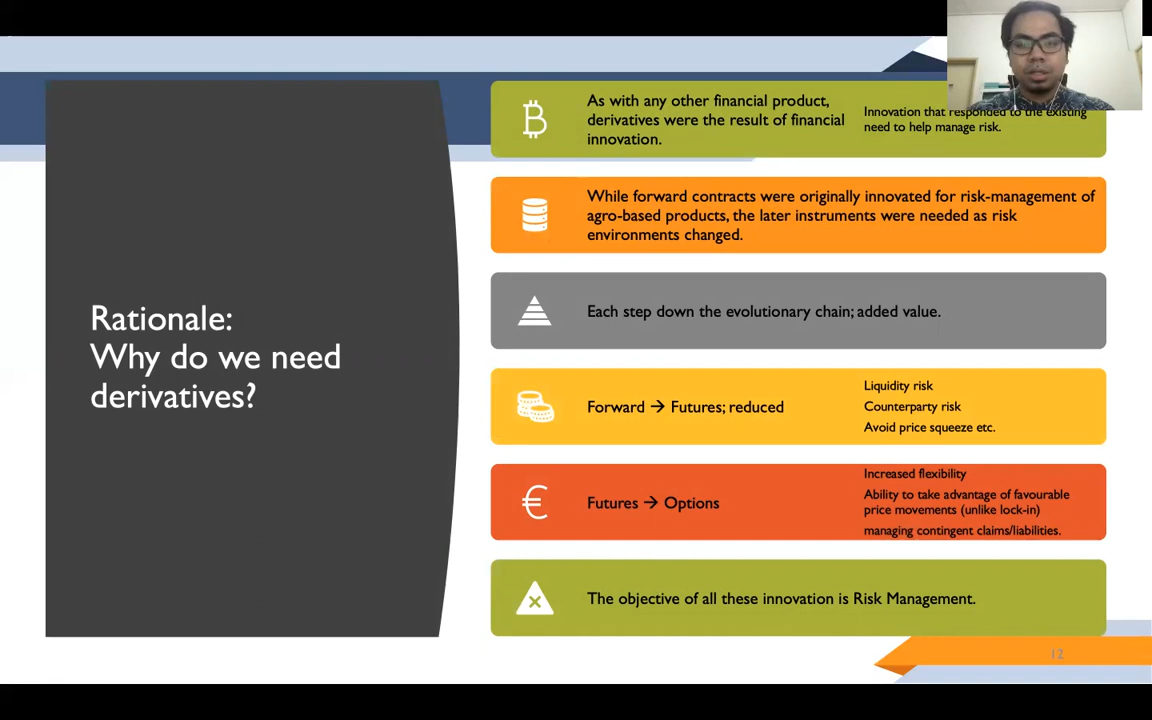 Rationale:
Why do we need
derivatives?
As with any other financial product,
derivatives were the result of financial
innovation.
Innovation that responded to the existing
need to help manage risk.
While forward contracts were originally innovated for risk-management of
agro-based products, the later instruments were needed as risk
environments changed.
Each step down the evolutionary chain; added value.
Forward → Futures; reduced
Liquidity risk
Counterparty risk
Avoid price squeeze etc.
Futures → Options
Increased flexibility
Ability to take advantage of favourable
price movements (unlike lock-in)
managing contingent claims/liabilities.
The objective of all these innovation is Risk Management.
12